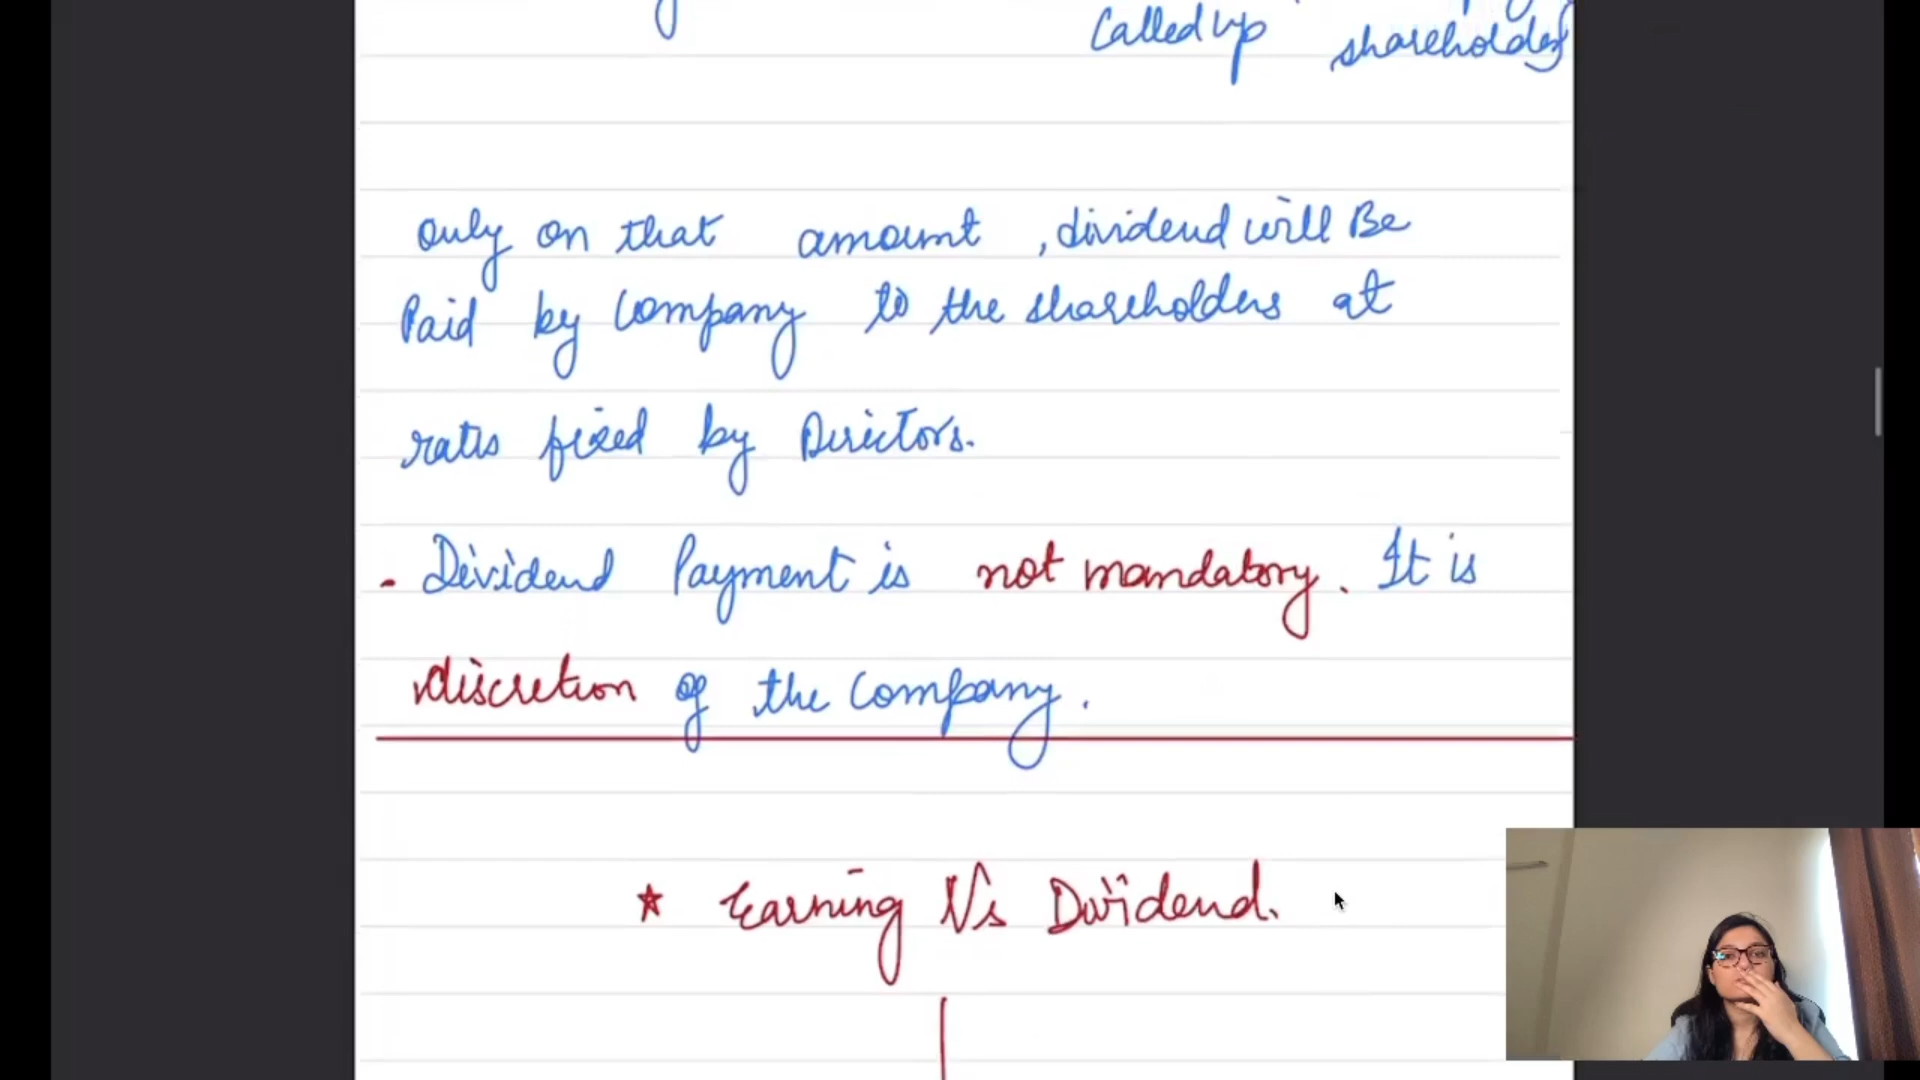 Called up
shareholders
only on that amount , dividend will Be
Paid by Company to the shareholders at
rates fixed by Directors.
- Dividend Payment is not mandatory. It is
discretion of the Company.
★ Earning Vs Dividend.